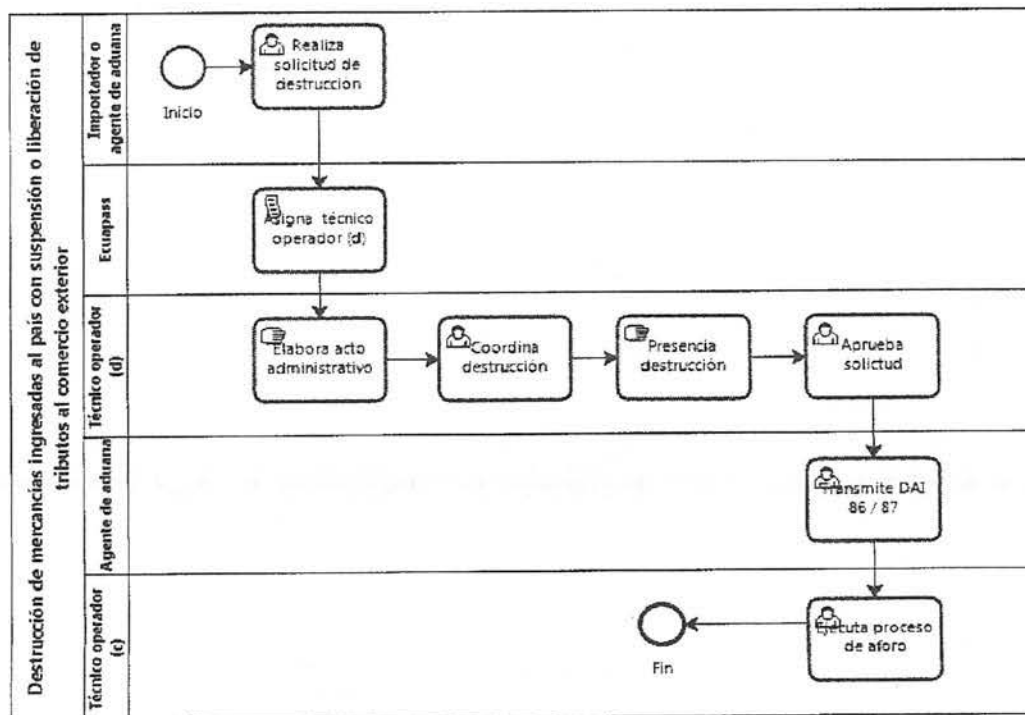 Destrucción de mercancías ingresadas al país con suspensión o liberación de
tributos al comercio exterior
Importador o
agente de aduana
Inicio
Realiza
solicitud de
destrucción
Ecuapass
Asigna técnico
operador (d)
Técnico operador
(d)
Elabora acto
administrativo
Coordina
destrucción
Presencia
destrucción
Aprueba
solictud
Agente de aduana
Transmite DAI
86 / 87
Técnico operador
(c)
Fin
Ejecuta proceso
de aforo